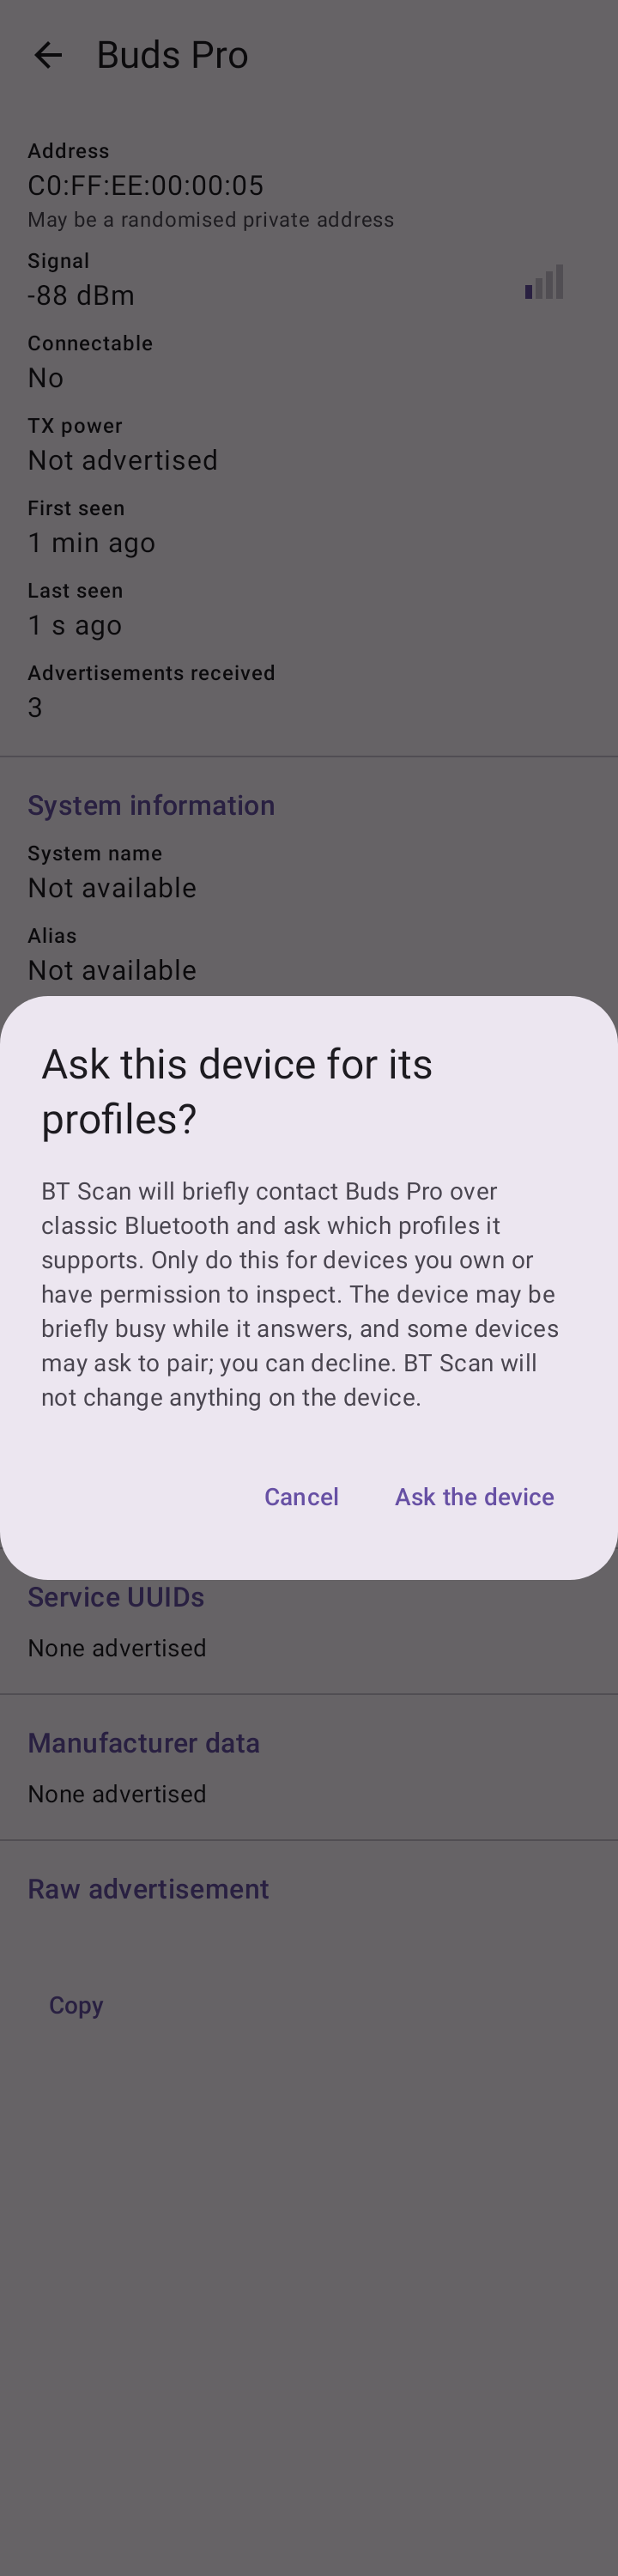 Buds Pro
Address
C0:FF:EE:00:00:05
May be a randomised private address
Signal
-88 dBm
Connectable
No
TX power
Not advertised
First seen
1 min ago
Last seen
1 s ago
Advertisements received
3
System information
System name
Not available
Alias
Not available
Ask this device for its
profiles?
BT Scan will briefly contact Buds Pro over
classic Bluetooth and ask which profiles it
supports. Only do this for devices you own or
have permission to inspect. The device may be
briefly busy while it answers, and some devices
may ask to pair; you can decline. BT Scan will
not change anything on the device.
Cancel Ask the device
Service UUIDs
None advertised
Manufacturer data
None advertised
Raw advertisement
Copy